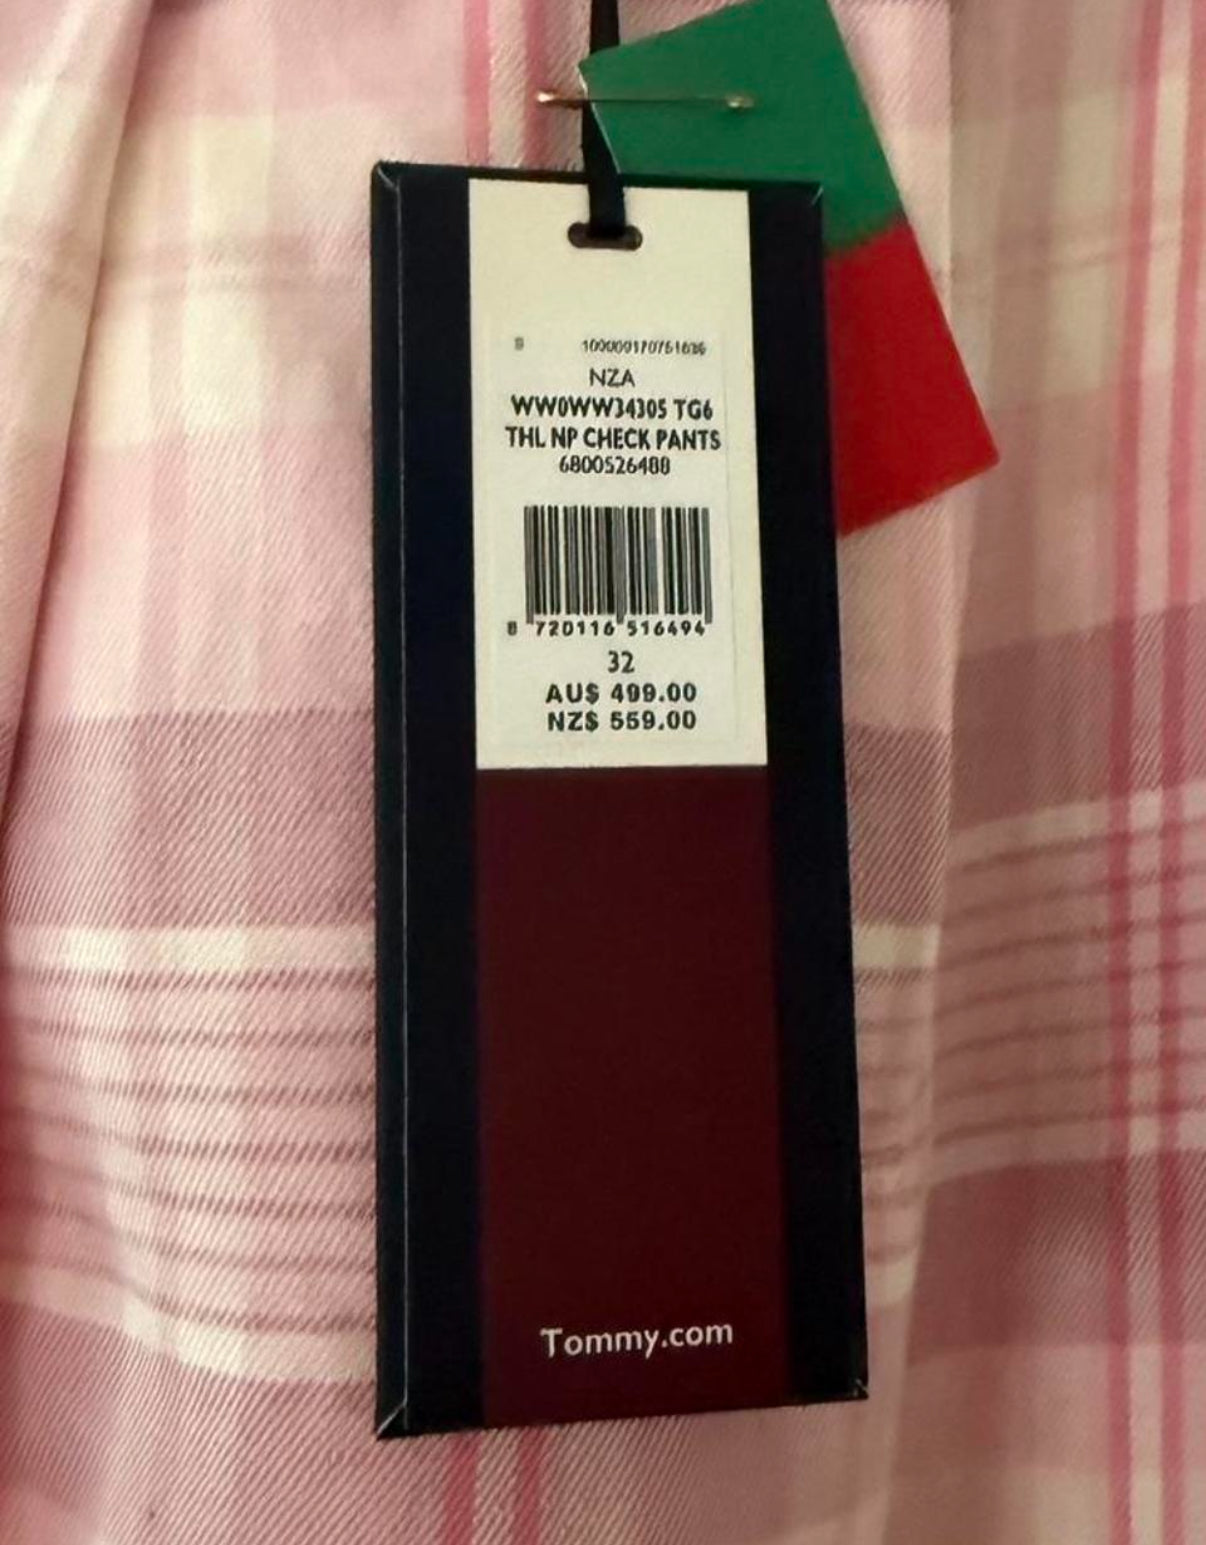 NZA
WW0WW34305 TG6
THL NP CHECK PANTS
6800526488
8 720116 516494
32
AU$ 499.00
NZ$ 559.00
Tommy.com